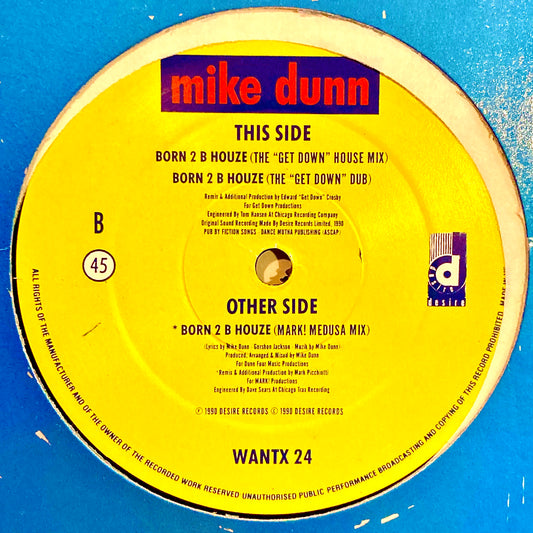 mike dunn
THIS SIDE
BORN 2 B HOUZE (THE "GET DOWN" HOUSE MIX)
BORN 2 B HOUZE (THE "GET DOWN" DUB)
Remix & Additional Production by Edward "Get Down" Crosby
For Get Down Productions
Engineered By Tom Hansen At Chicago Recording Company
Original Sound Recording Made By Desire Records Limited, 1990
PUB BY FICTION SONGS · DANCE MUTHA PUBLISHING (ASCAP)
B
45
d
desire
desire
OTHER SIDE
* BORN 2 B HOUZE (MARK! MEDUSA MIX)
(Lyrics by Mike Dunn · Gershon Jackson · Muzik by Mike Dunn)
Produced, Arranged & Mixed by Mike Dunn
For Dunn Four Music Productions
*Remix & Additional Production by Mark Picchiotti
For MARK! Productions
Engineered By Dave Sears At Chicago Trax Recording
℗ 1990 DESIRE RECORDS © 1990 DESIRE RECORDS
WANTX 24
ALL RIGHTS OF THE MANUFACTURER AND OF THE OWNER OF THE RECORDED WORK RESERVED UNAUTHORISED PUBLIC PERFORMANCE BROADCASTING AND COPYING OF THIS RECORD PROHIBITED MADE